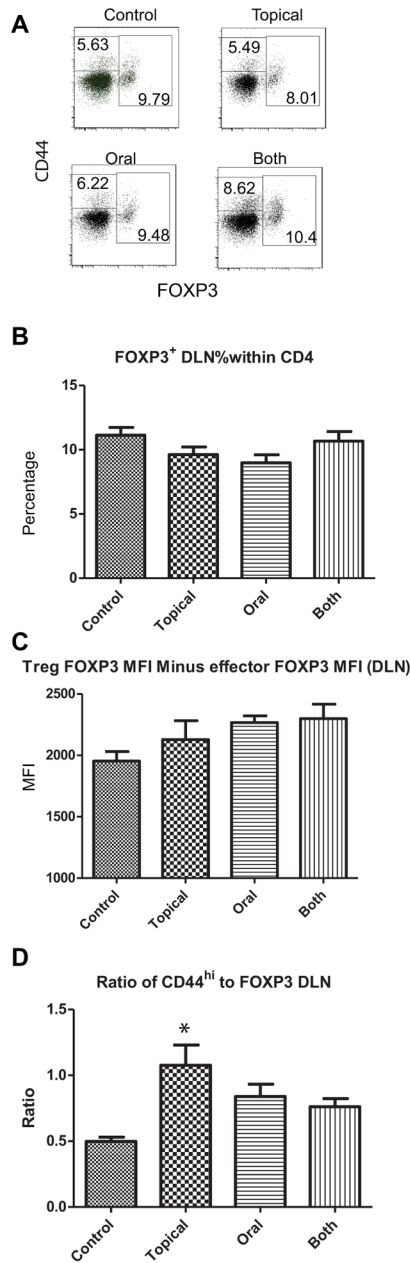 A
Control
Topical
5.63
9.79
5.49
8.01
Oral
Both
6.22
9.48
8.62
10.4
CD44
FOXP3
B
FOXP3+ DLN%within CD4
15
10
5
0
Percentage
Control
Topical
Oral
Both
C
Treg FOXP3 MFI Minus effector FOXP3 MFI (DLN)
2500
2000
1500
1000
MFI
Control
Topical
Oral
Both
D
Ratio of CD44hi to FOXP3 DLN
1.5
1.0
0.5
0.0
Ratio
*
Control
Topical
Oral
Both